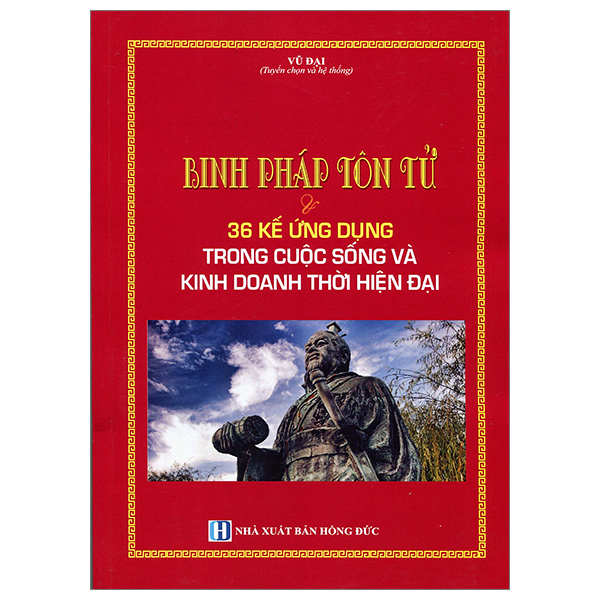 VŨ ĐẠI
(Tuyển chọn và hệ thống)
BINH PHÁP TÔN TỬ
&
36 KẾ ỨNG DỤNG
TRONG CUỘC SỐNG VÀ
KINH DOANH THỜI HIỆN ĐẠI
H NHÀ XUẤT BẢN HỒNG ĐỨC